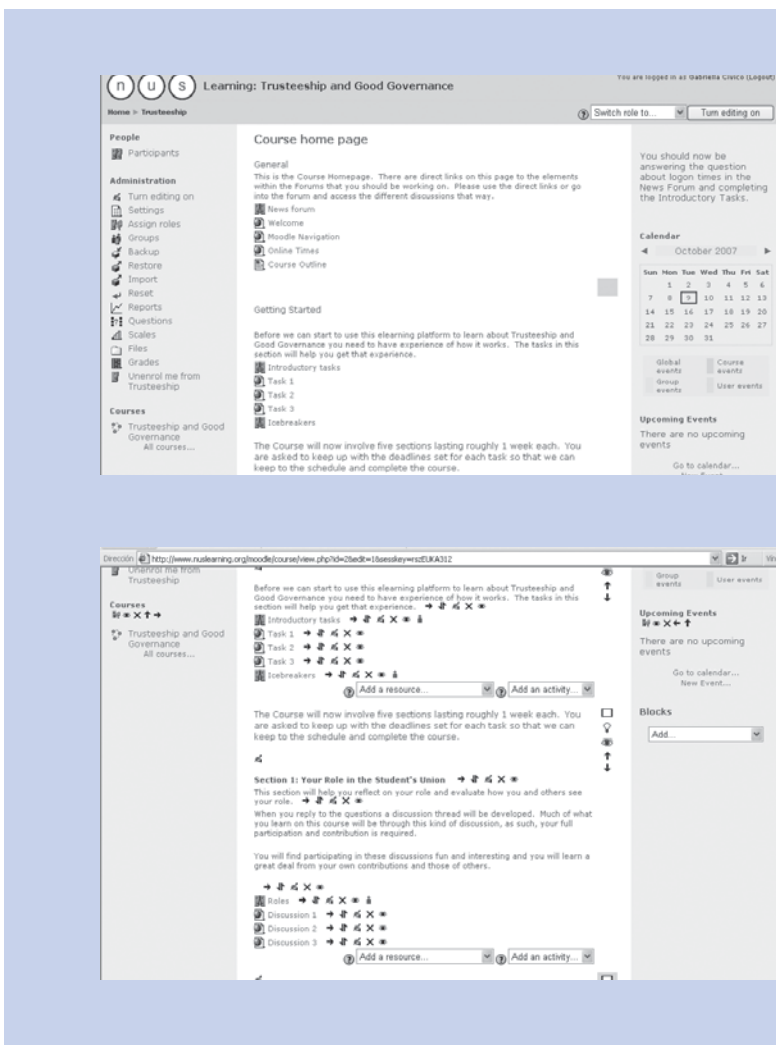 You are logged in as Gabriella Civico (Logout)
n u s Learning: Trusteeship and Good Governance
Home > Trusteeship
Switch role to...
Turn editing on
People
Participants
Administration
Turn editing on
Settings
Assign roles
Groups
Backup
Restore
Import
Reset
Reports
Questions
Scales
Files
Grades
Unenrol me from
Trusteeship
Courses
Trusteeship and Good
Governance
All courses...
Course home page
General
This is the Course Homepage. There are direct links on this page to the elements
within the Forums that you should be working on. Please use the direct links or go
into the forum and access the different discussions that way.
News forum
Welcome
Moodle Navigation
Online Times
Course Outline
Getting Started
Before we can start to use this elearning platform to learn about Trusteeship and
Good Governance you need to have experience of how it works. The tasks in this
section will help you get that experience.
Introductory tasks
Task 1
Task 2
Task 3
Icebreakers
The Course will now involve five sections lasting roughly 1 week each. You
are asked to keep up with the deadlines set for each task so that we can
keep to the schedule and complete the course.
You should now be
answering the question
about logon times in the
News Forum and completing
the Introductory Tasks.
Calendar
October 2007
Sun Mon Tue Wed Thu Fri Sat
1 2 3 4 5 6
7 8 9 10 11 12 13
14 15 16 17 18 19 20
21 22 23 24 25 26 27
28 29 30 31
Global
events
Course
events
Group
events
User events
Upcoming Events
There are no upcoming
events
Go to calendar...
New Event...
Dirección http://www.nuslearning.org/moodle/course/view.php?id=2&edit=1&sesskey=rszEUKA312
Ir
Unenrol me from
Trusteeship
Courses
Trusteeship and Good
Governance
All courses...
Before we can start to use this elearning platform to learn about Trusteeship and
Good Governance you need to have experience of how it works. The tasks in this
section will help you get that experience.
Introductory tasks
Task 1
Task 2
Task 3
Icebreakers
Add a resource...
Add an activity...
The Course will now involve five sections lasting roughly 1 week each. You
are asked to keep up with the deadlines set for each task so that we can
keep to the schedule and complete the course.
Section 1: Your Role in the Student's Union
This section will help you reflect on your role and evaluate how you and others see
your role.
When you reply to the questions a discussion thread will be developed. Much of what
you learn on this course will be through this kind of discussion, as such, your full
participation and contribution is required.
You will find participating in these discussions fun and interesting and you will learn a
great deal from your own contributions and those of others.
Roles
Discussion 1
Discussion 2
Discussion 3
Add a resource...
Add an activity...
Group
events
User events
Upcoming Events
There are no upcoming
events
Go to calendar...
New Event...
Blocks
Add...